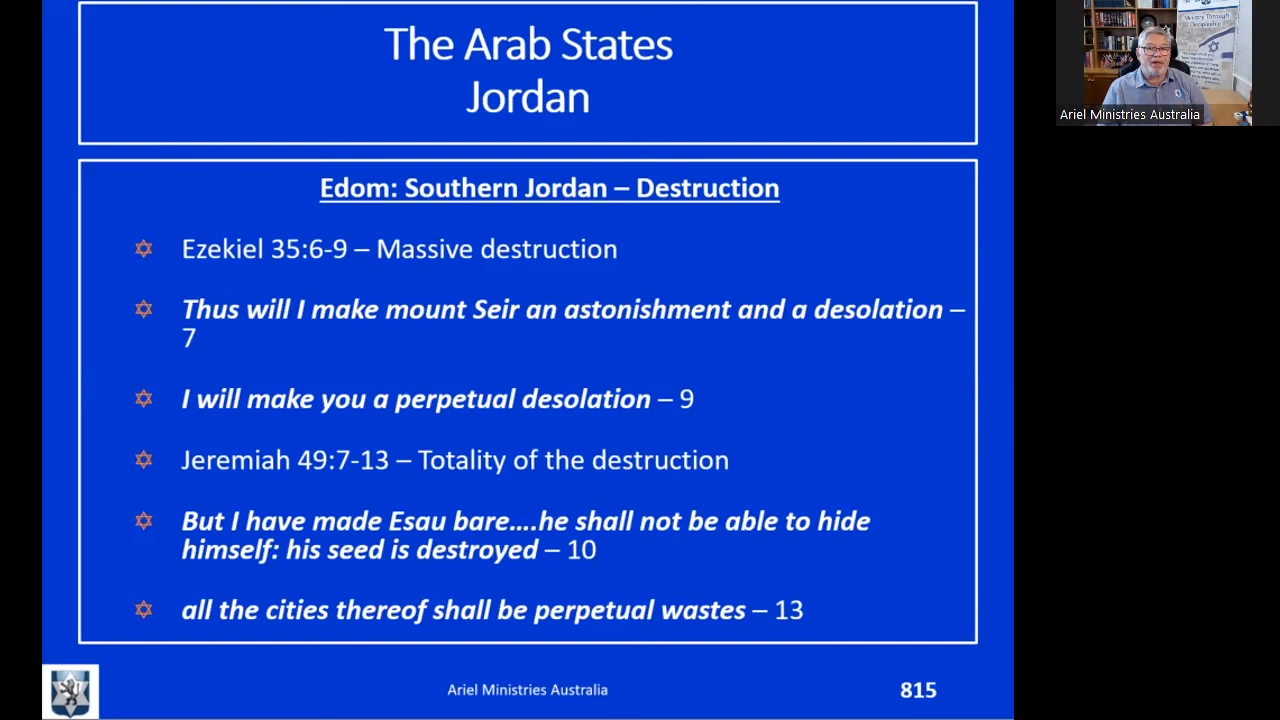 The Arab States
Jordan
Edom: Southern Jordan – Destruction
Ezekiel 35:6-9 – Massive destruction
Thus will I make mount Seir an astonishment and a desolation –
7
I will make you a perpetual desolation – 9
Jeremiah 49:7-13 – Totality of the destruction
But I have made Esau bare….he shall not be able to hide
himself: his seed is destroyed – 10
all the cities thereof shall be perpetual wastes – 13
Ariel Ministries Australia
815
Ministry Through
Discipleship
Ariel Ministries Australia